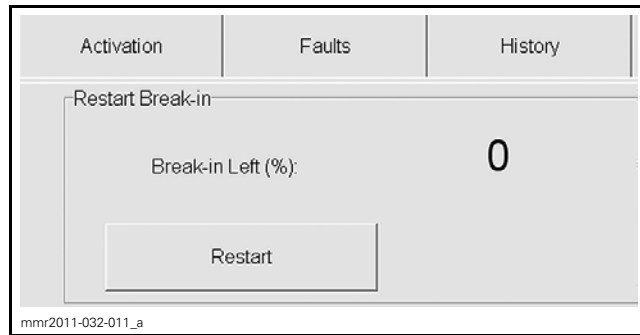 Activation Faults History
Restart Break-in
Break-in Left (%): 0
Restart
mmr2011-032-011_a